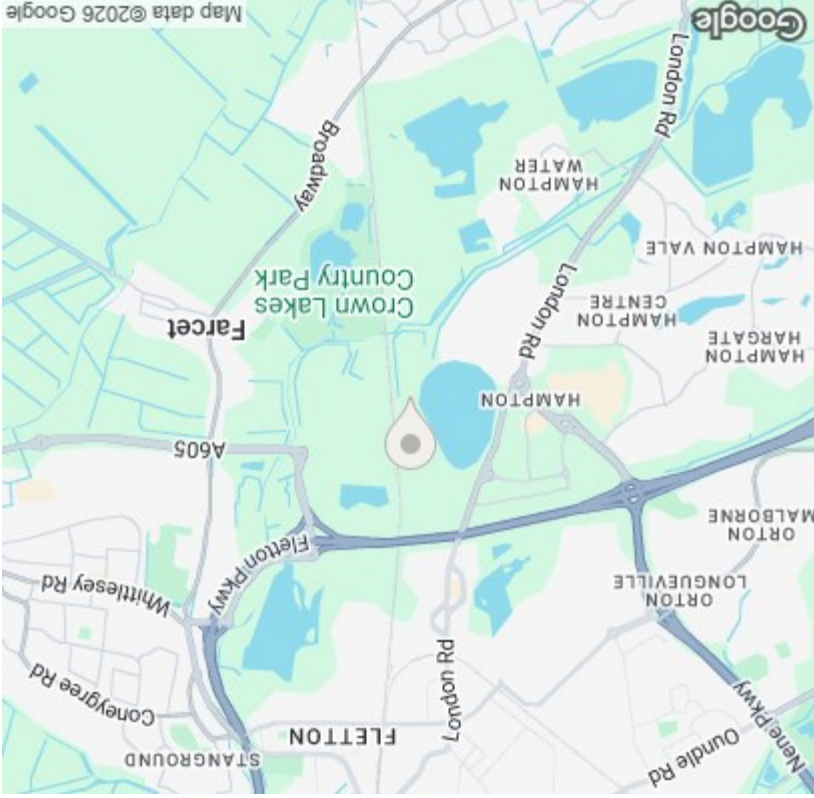 Nene Pkwy
Oundle Rd
London Rd
FLETTON
STANGROUND
Coneygree Rd
ORTON
LONGUEVILLE
Whittlesey Rd
Fletton Pkwy
ORTON
MALBORNE
A605
HAMPTON
HAMPTON
HARGATE
London Rd
HAMPTON
CENTRE
Farcet
Crown Lakes
Country Park
HAMPTON VALE
HAMPTON
WATER
Broadway
London Rd
Google
Map data ©2026 Google